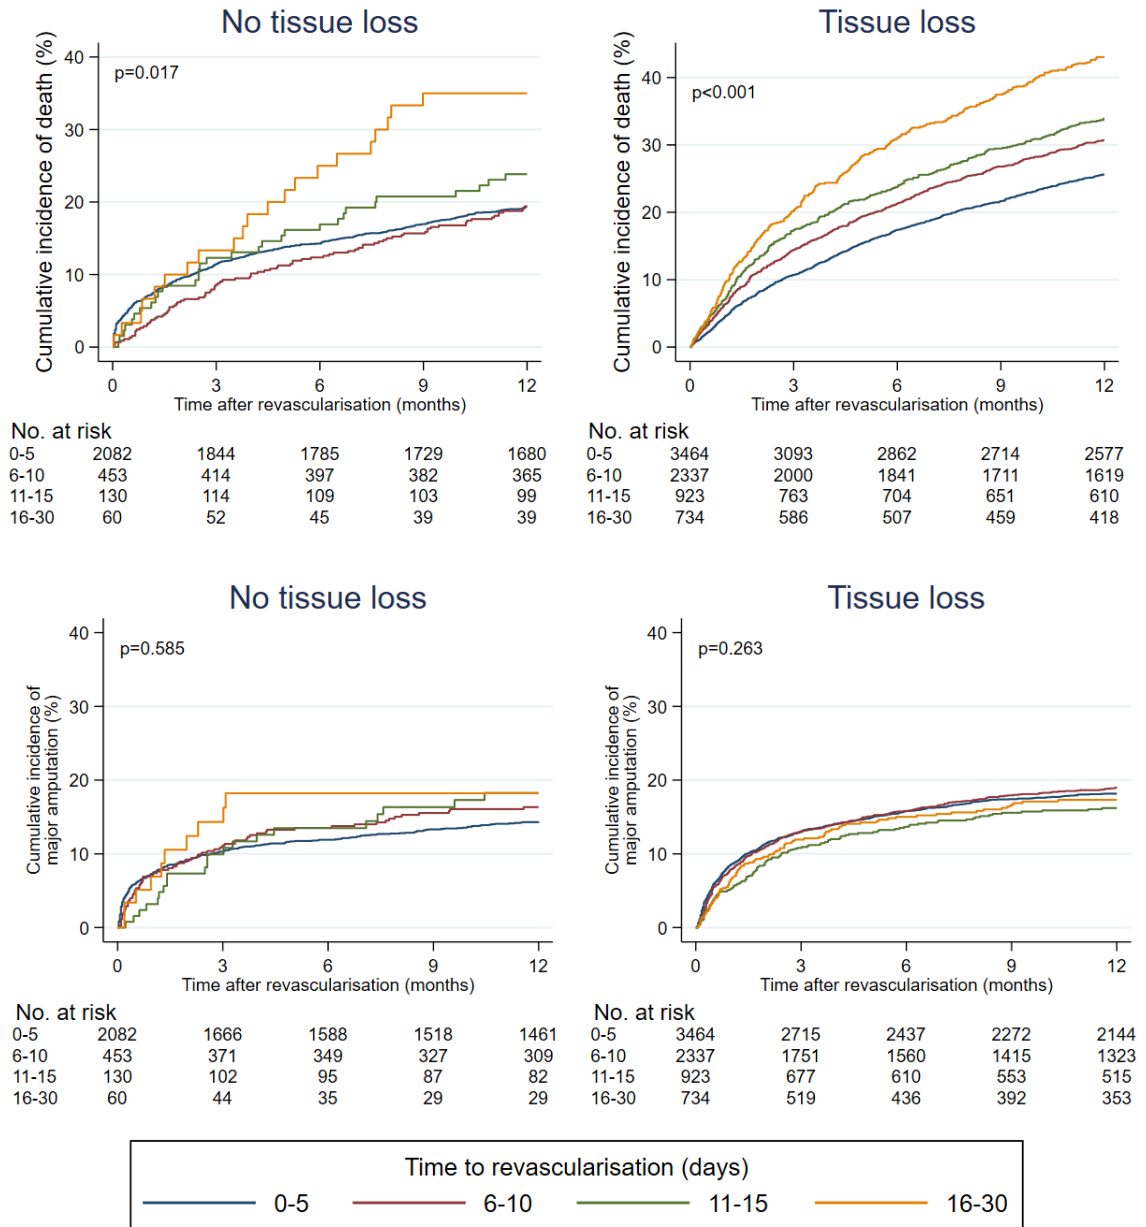 No tissue loss
Cumulative incidence of death (%)
40
30
20
10
0
p=0.017
0 3 6 9 12
Time after revascularisation (months)
No. at risk
0-5 2082 1844 1785 1729 1680
6-10 453 414 397 382 365
11-15 130 114 109 103 99
16-30 60 52 45 39 39
Tissue loss
Cumulative incidence of death (%)
40
30
20
10
0
p<0.001
0 3 6 9 12
Time after revascularisation (months)
No. at risk
0-5 3464 3093 2862 2714 2577
6-10 2337 2000 1841 1711 1619
11-15 923 763 704 651 610
16-30 734 586 507 459 418
No tissue loss
Cumulative incidence of
major amputation (%)
40
30
20
10
0
p=0.585
0 3 6 9 12
Time after revascularisation (months)
No. at risk
0-5 2082 1666 1588 1518 1461
6-10 453 371 349 327 309
11-15 130 102 95 87 82
16-30 60 44 35 29 29
Tissue loss
Cumulative incidence of
major amputation (%)
40
30
20
10
0
p=0.263
0 3 6 9 12
Time after revascularisation (months)
No. at risk
0-5 3464 2715 2437 2272 2144
6-10 2337 1751 1560 1415 1323
11-15 923 677 610 553 515
16-30 734 519 436 392 353
Time to revascularisation (days)
0-5 6-10 11-15 16-30